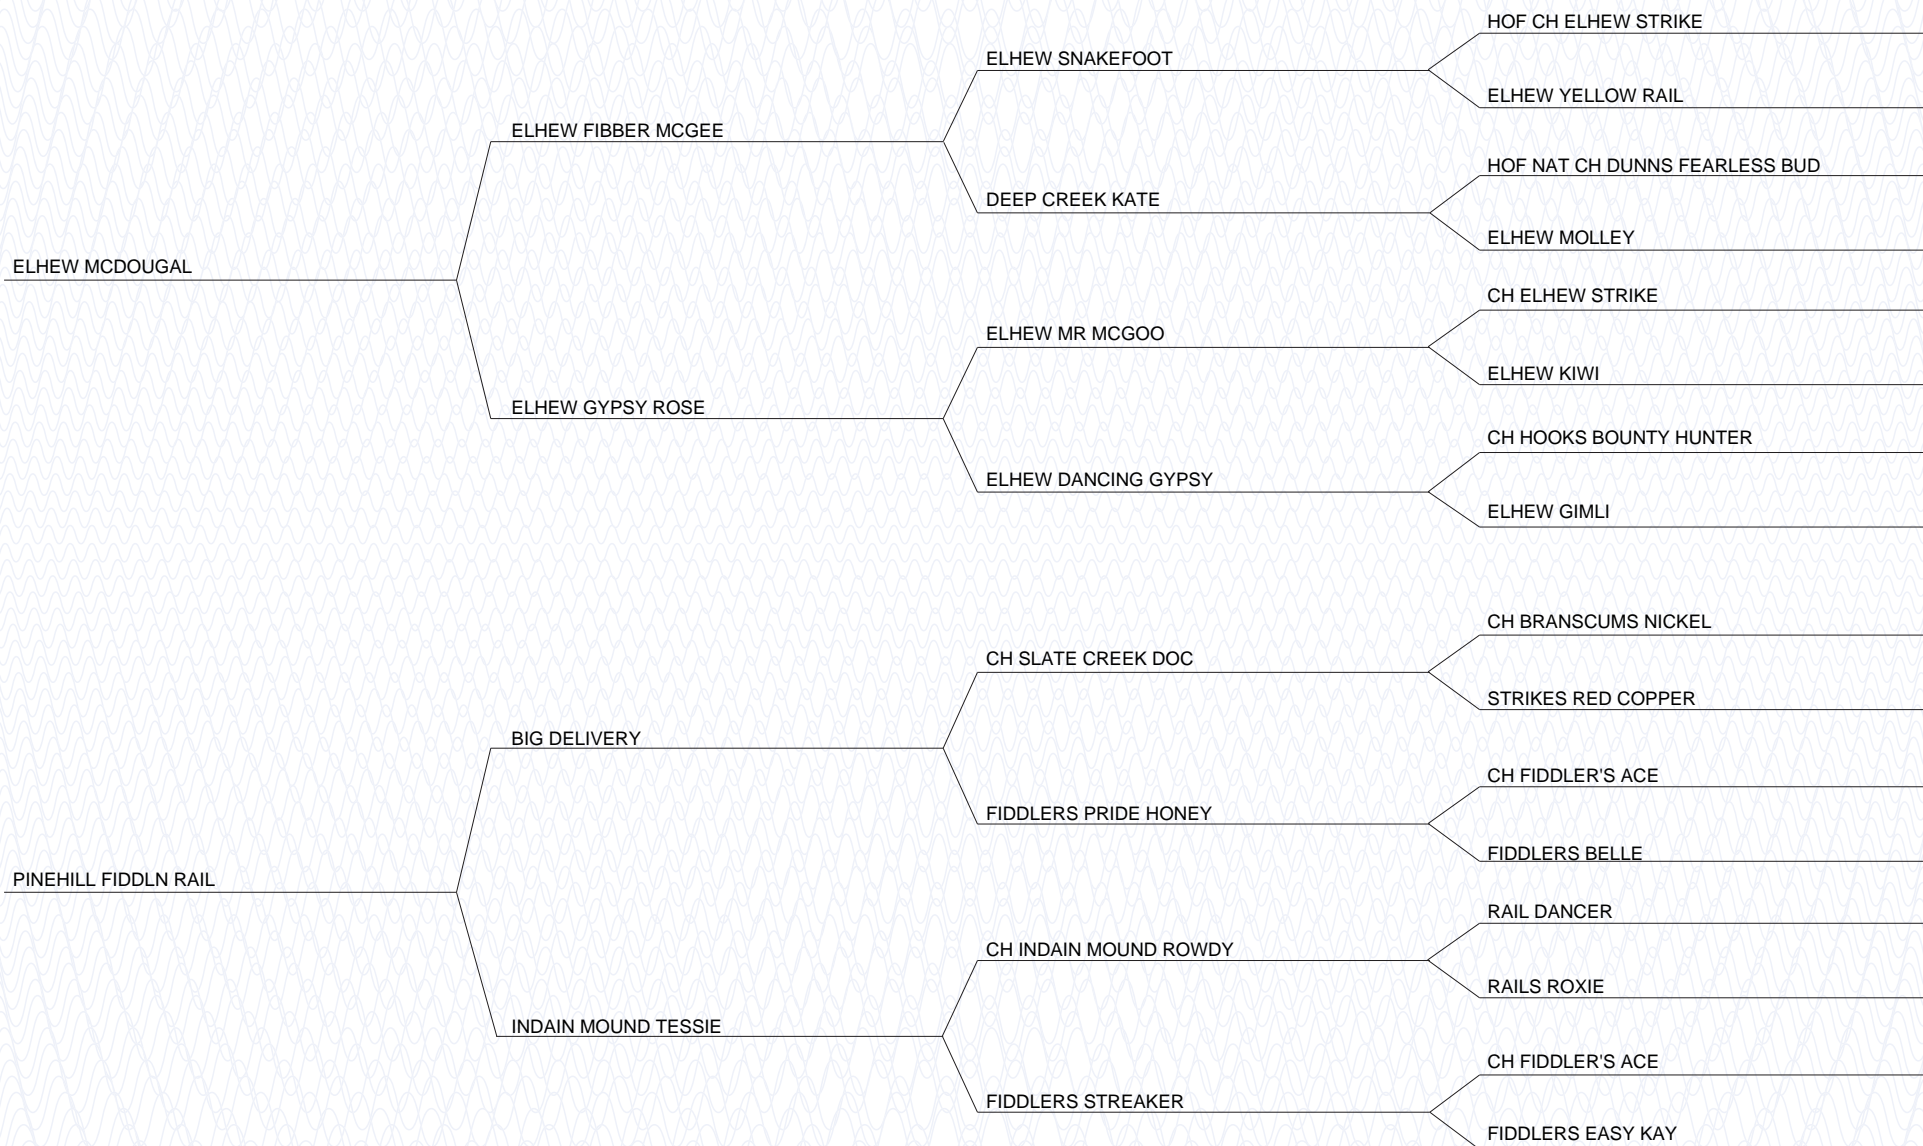 HOF CH ELHEW STRIKE
ELHEW SNAKEFOOT
ELHEW YELLOW RAIL
ELHEW FIBBER MCGEE
HOF NAT CH DUNNS FEARLESS BUD
DEEP CREEK KATE
ELHEW MOLLEY
ELHEW MCDOUGAL
CH ELHEW STRIKE
ELHEW MR MCGOO
ELHEW KIWI
ELHEW GYPSY ROSE
CH HOOKS BOUNTY HUNTER
ELHEW DANCING GYPSY
ELHEW GIMLI
CH BRANSCUMS NICKEL
CH SLATE CREEK DOC
STRIKES RED COPPER
BIG DELIVERY
CH FIDDLER'S ACE
FIDDLERS PRIDE HONEY
FIDDLERS BELLE
PINEHILL FIDDLN RAIL
RAIL DANCER
CH INDAIN MOUND ROWDY
RAILS ROXIE
INDAIN MOUND TESSIE
CH FIDDLER'S ACE
FIDDLERS STREAKER
FIDDLERS EASY KAY